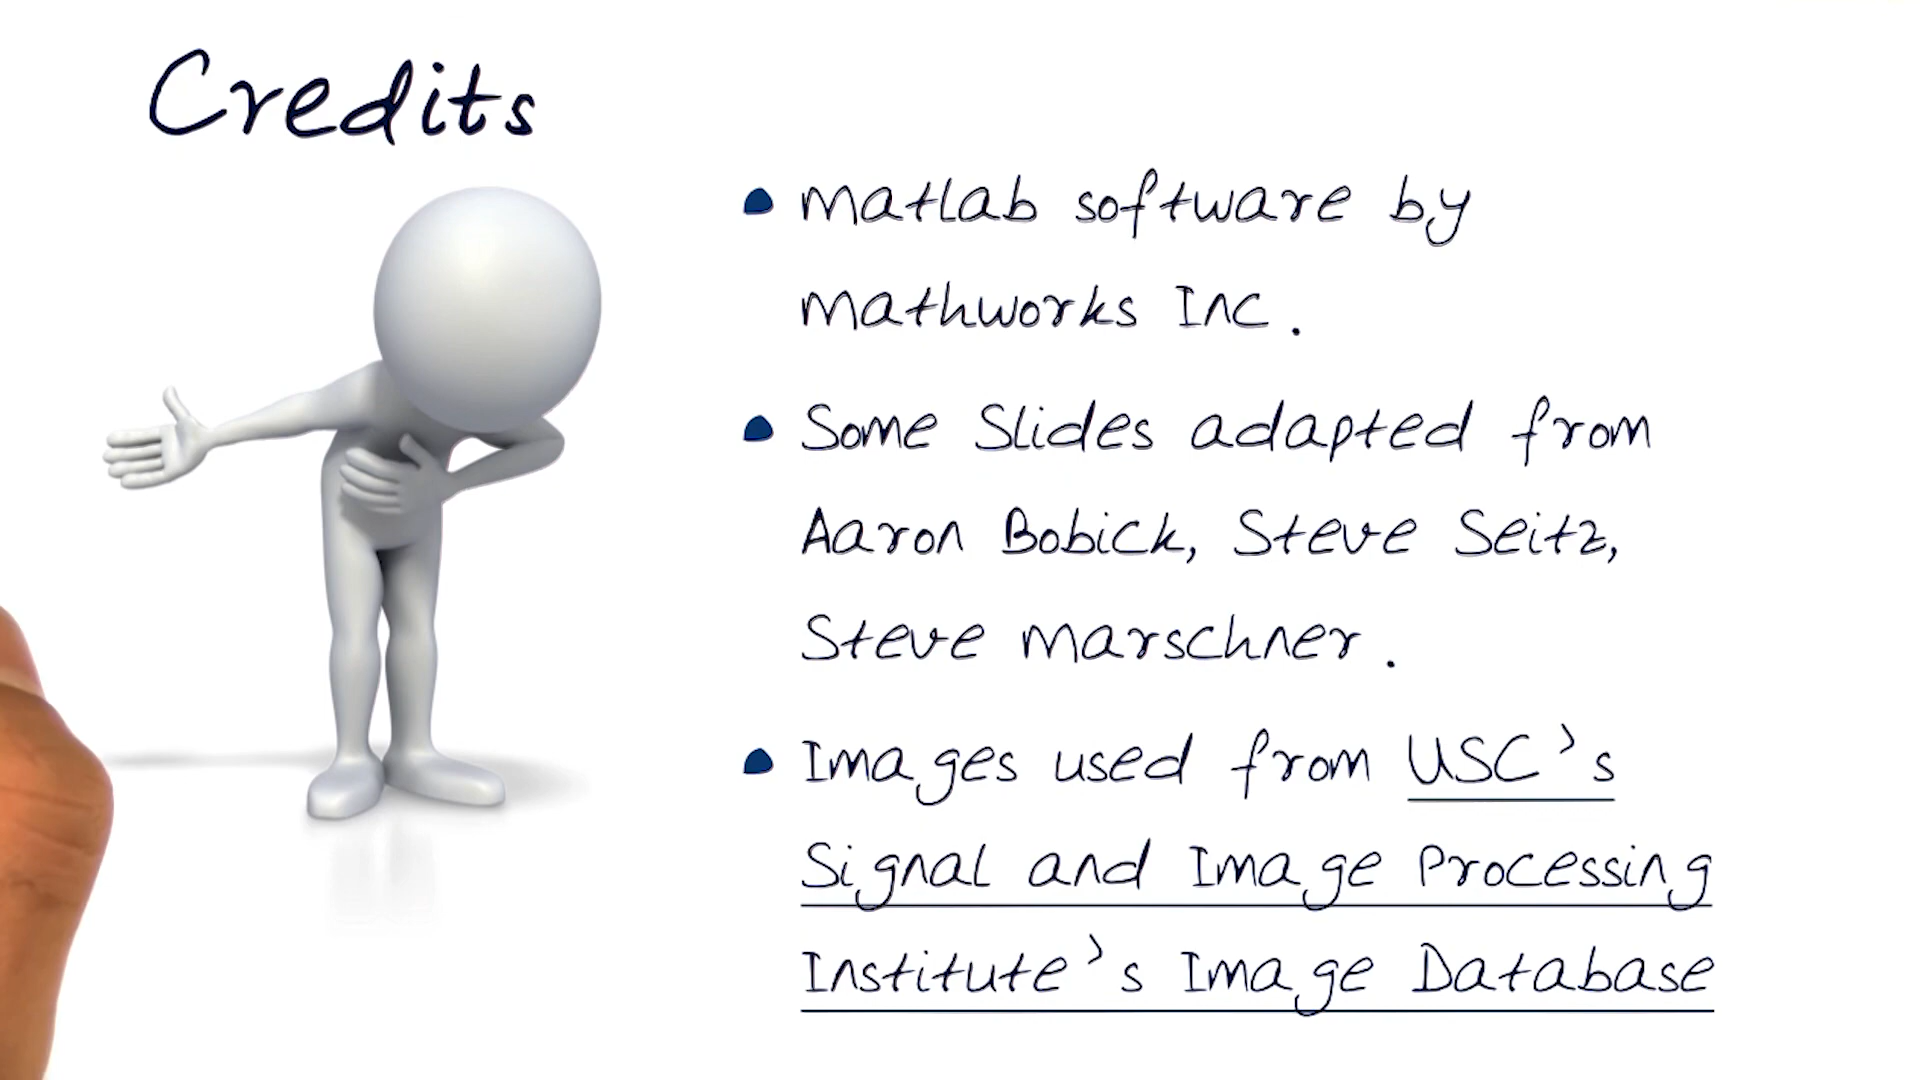 Credits
• matlab software by
mathworks Inc.
• Some Slides adapted from
Aaron Bobick, Steve Seitz,
Steve Marschner.
• Images used from USC's
Signal and Image Processing
Institute's Image Database